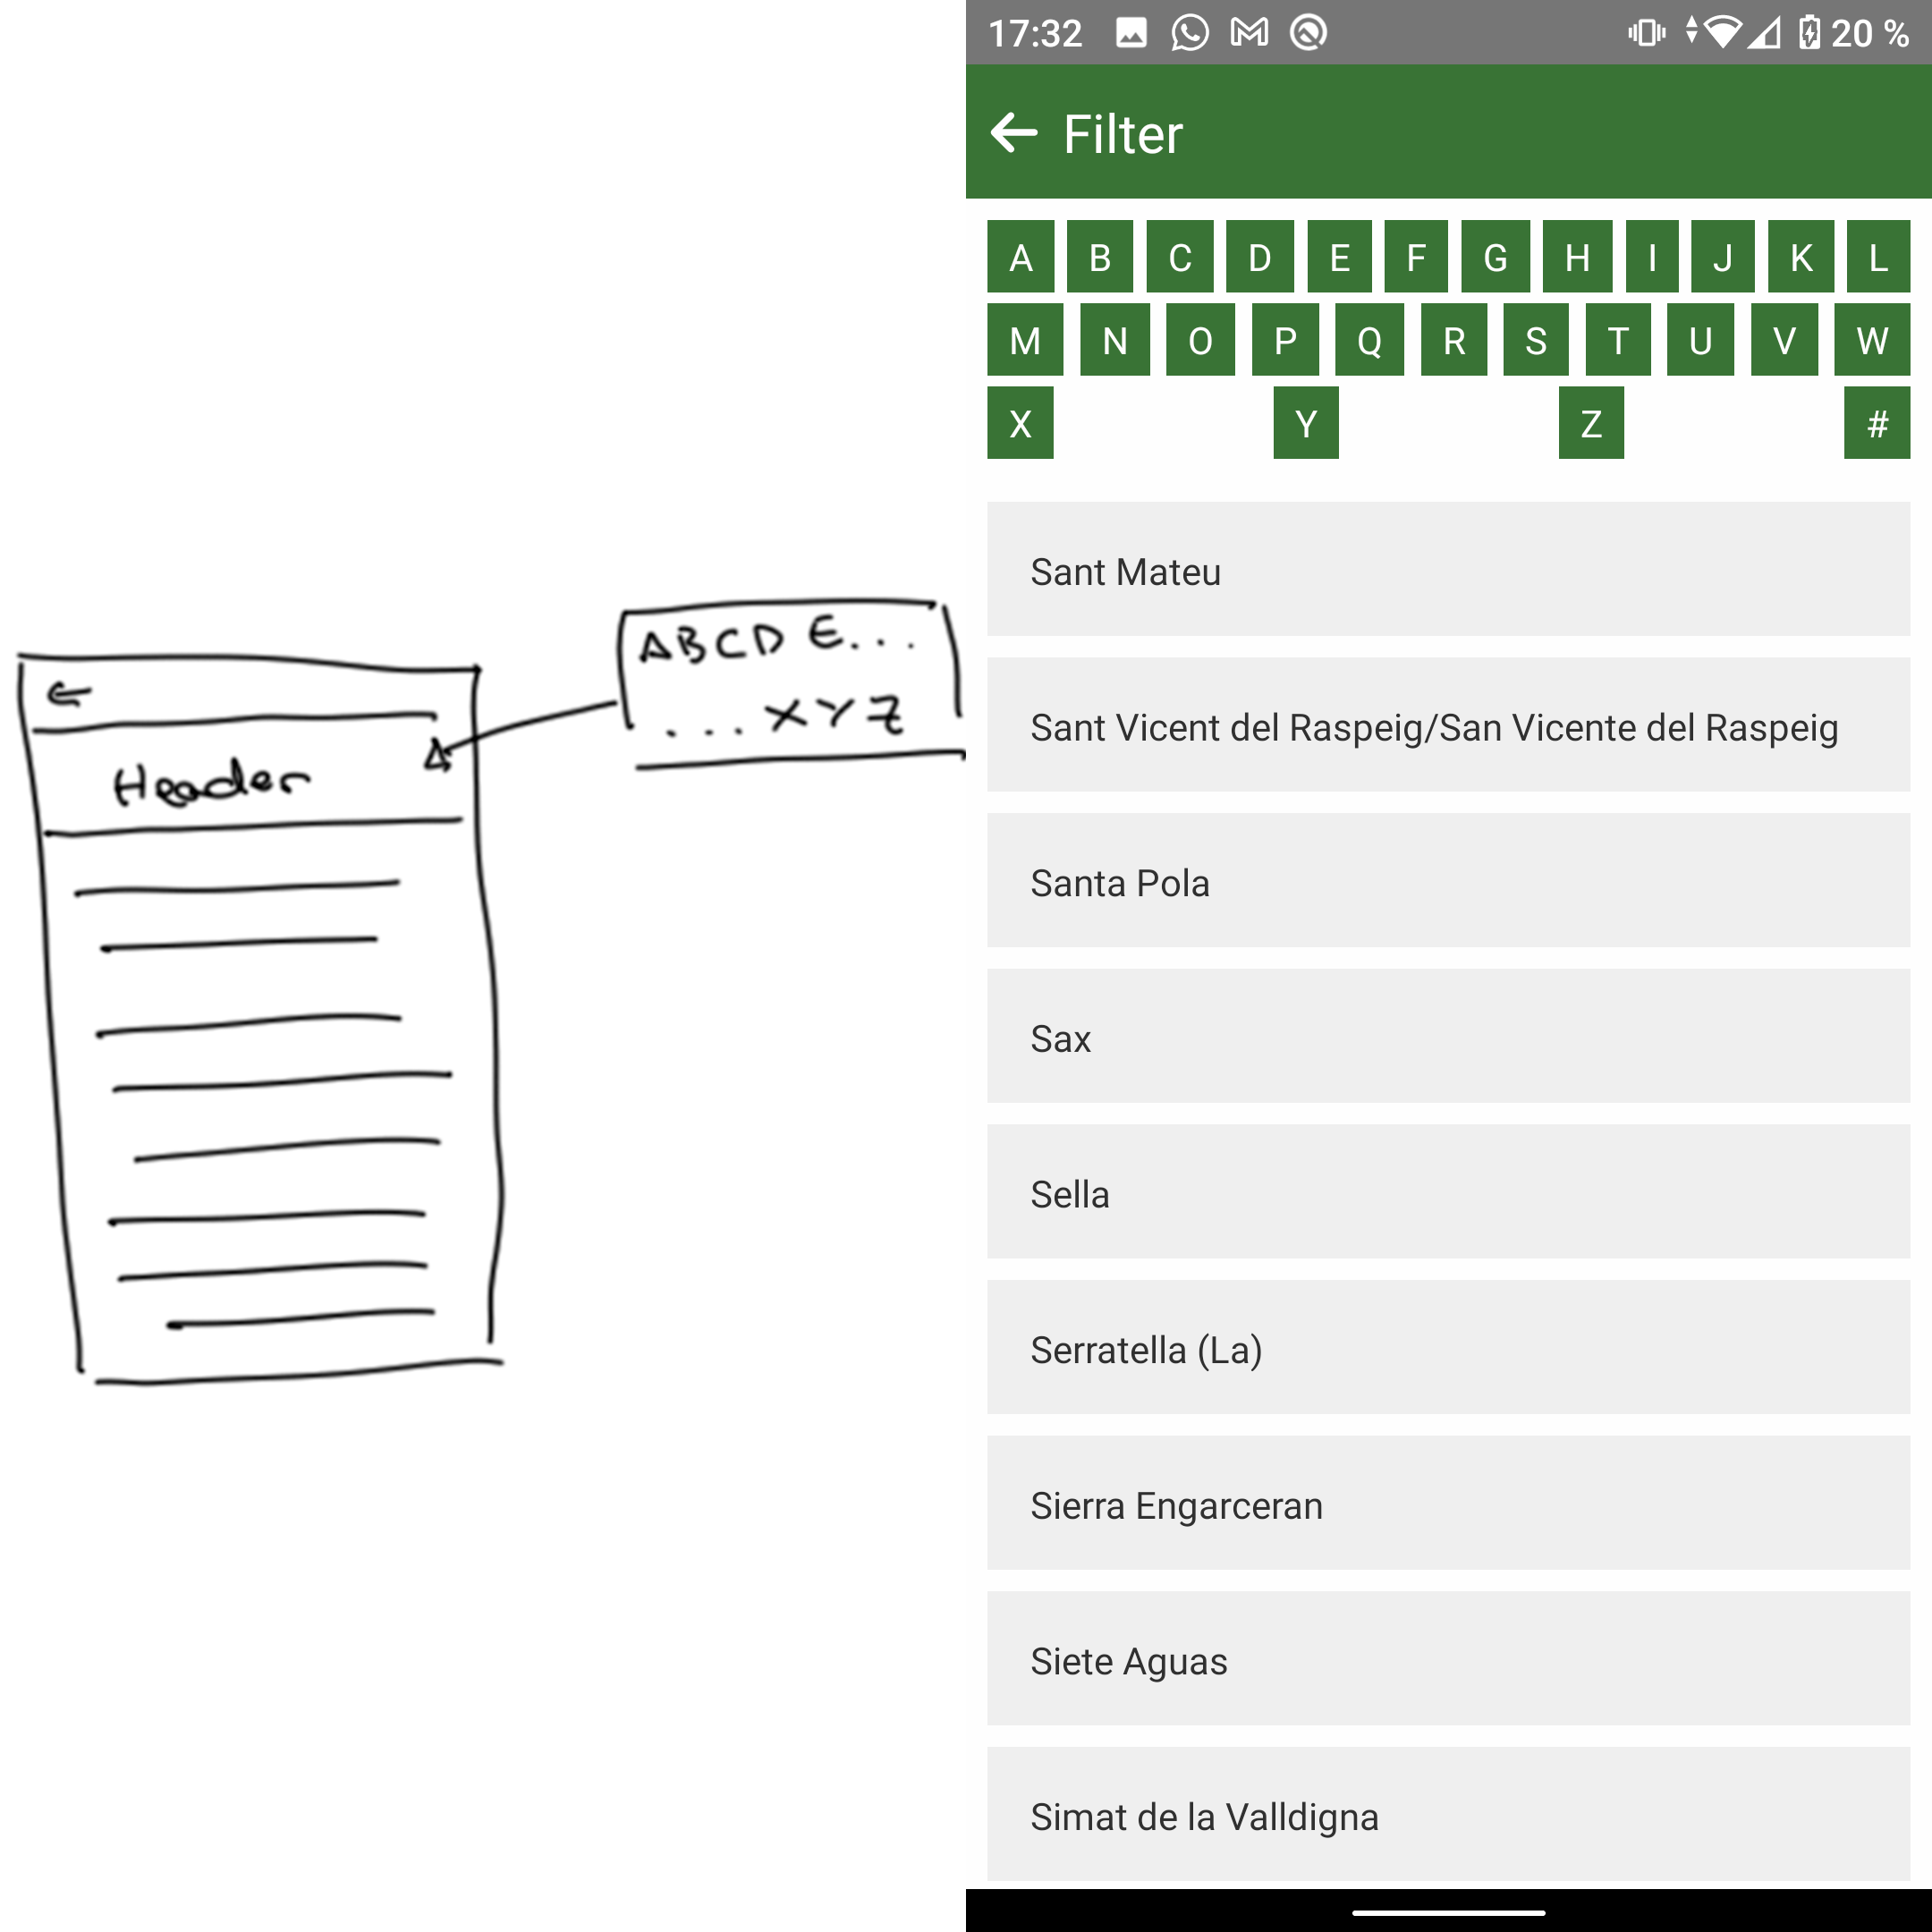 ABCD E...
...XYZ
Header
17:32
20 %
Filter
A B C D E F G H I J K L
M N O P Q R S T U V W
X Y Z #
Sant Mateu
Sant Vicent del Raspeig/San Vicente del Raspeig
Santa Pola
Sax
Sella
Serratella (La)
Sierra Engarceran
Siete Aguas
Simat de la Valldigna